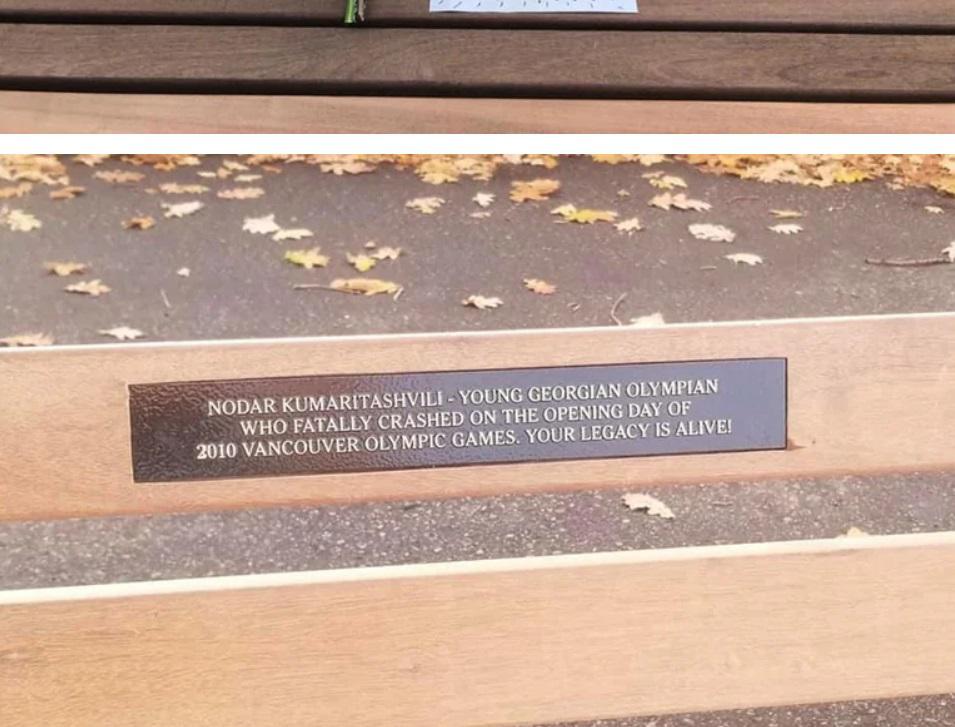 NODAR KUMARITASHVILI - YOUNG GEORGIAN OLYMPIAN
WHO FATALLY CRASHED ON THE OPENING DAY OF
2010 VANCOUVER OLYMPIC GAMES. YOUR LEGACY IS ALIVE!